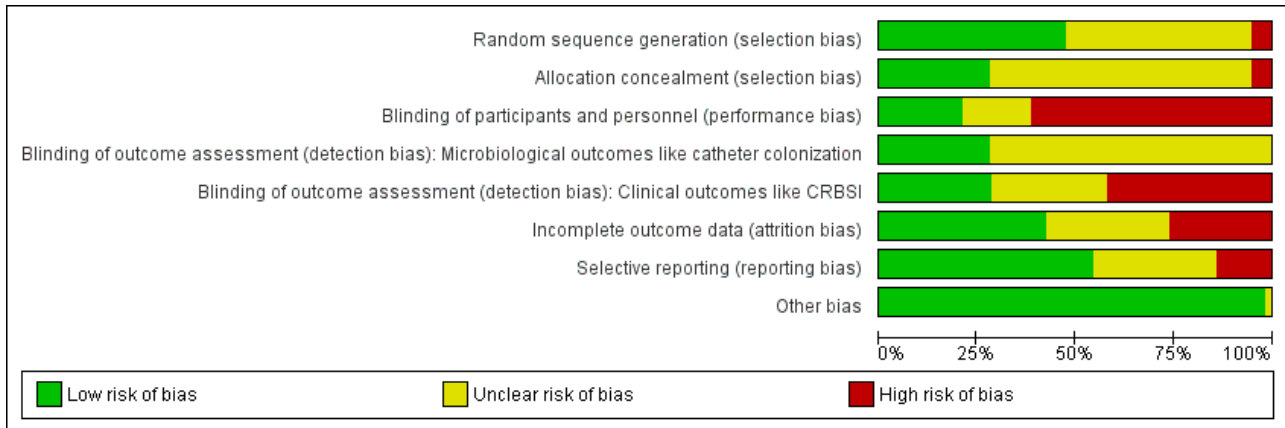 Random sequence generation (selection bias)
Allocation concealment (selection bias)
Blinding of participants and personnel (performance bias)
Blinding of outcome assessment (detection bias): Microbiological outcomes like catheter colonization
Blinding of outcome assessment (detection bias): Clinical outcomes like CRBSI
Incomplete outcome data (attrition bias)
Selective reporting (reporting bias)
Other bias
0% 25% 50% 75% 100%
Low risk of bias Unclear risk of bias High risk of bias